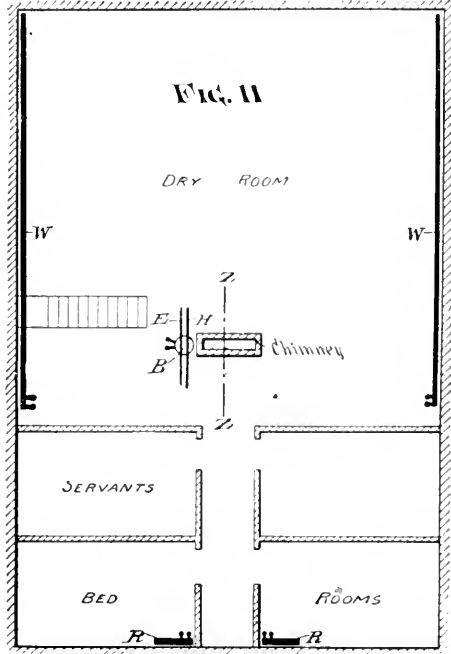 FIG. 11
DRY ROOM
W W
Z
E H
Chimney
B
Z
SERVANTS
BED ROOMS
R R